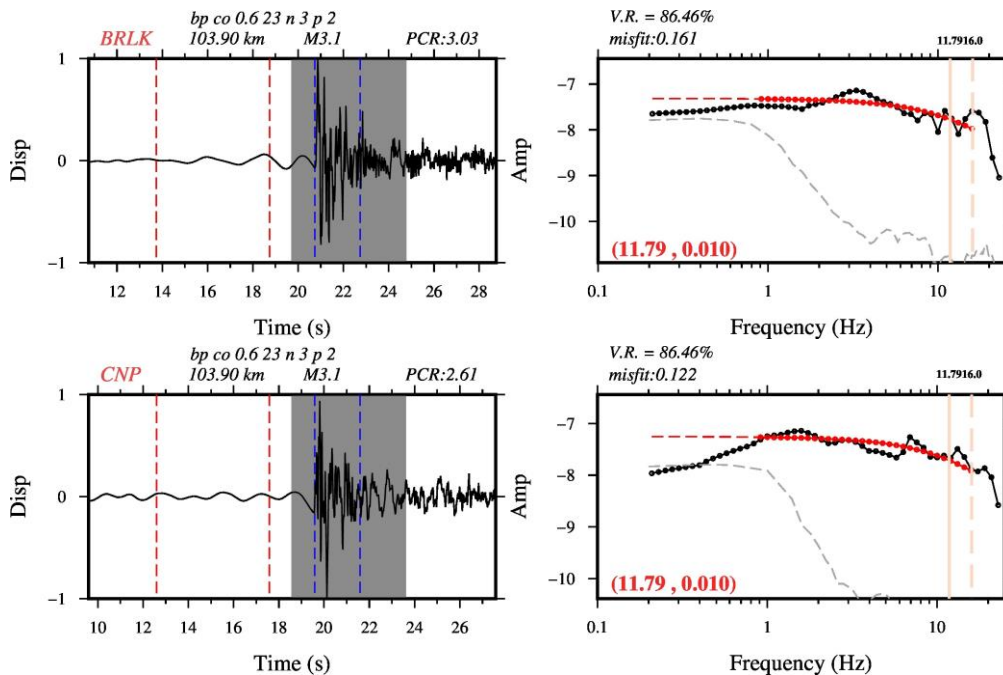 bp co 0.6 23 n 3 p 2
BRLK 103.90 km M3.1 PCR:3.03
1
0
−1
Disp
12 14 16 18 20 22 24 26 28
Time (s)
V.R. = 86.46%
misfit:0.161
11.7916.0
−7
−8
−9
−10
Amp
(11.79 , 0.010)
0.1 1 10
Frequency (Hz)
bp co 0.6 23 n 3 p 2
CNP 103.90 km M3.1 PCR:2.61
1
0
−1
Disp
10 12 14 16 18 20 22 24 26
Time (s)
V.R. = 86.46%
misfit:0.122
11.7916.0
−7
−8
−9
−10
Amp
(11.79 , 0.010)
0.1 1 10
Frequency (Hz)